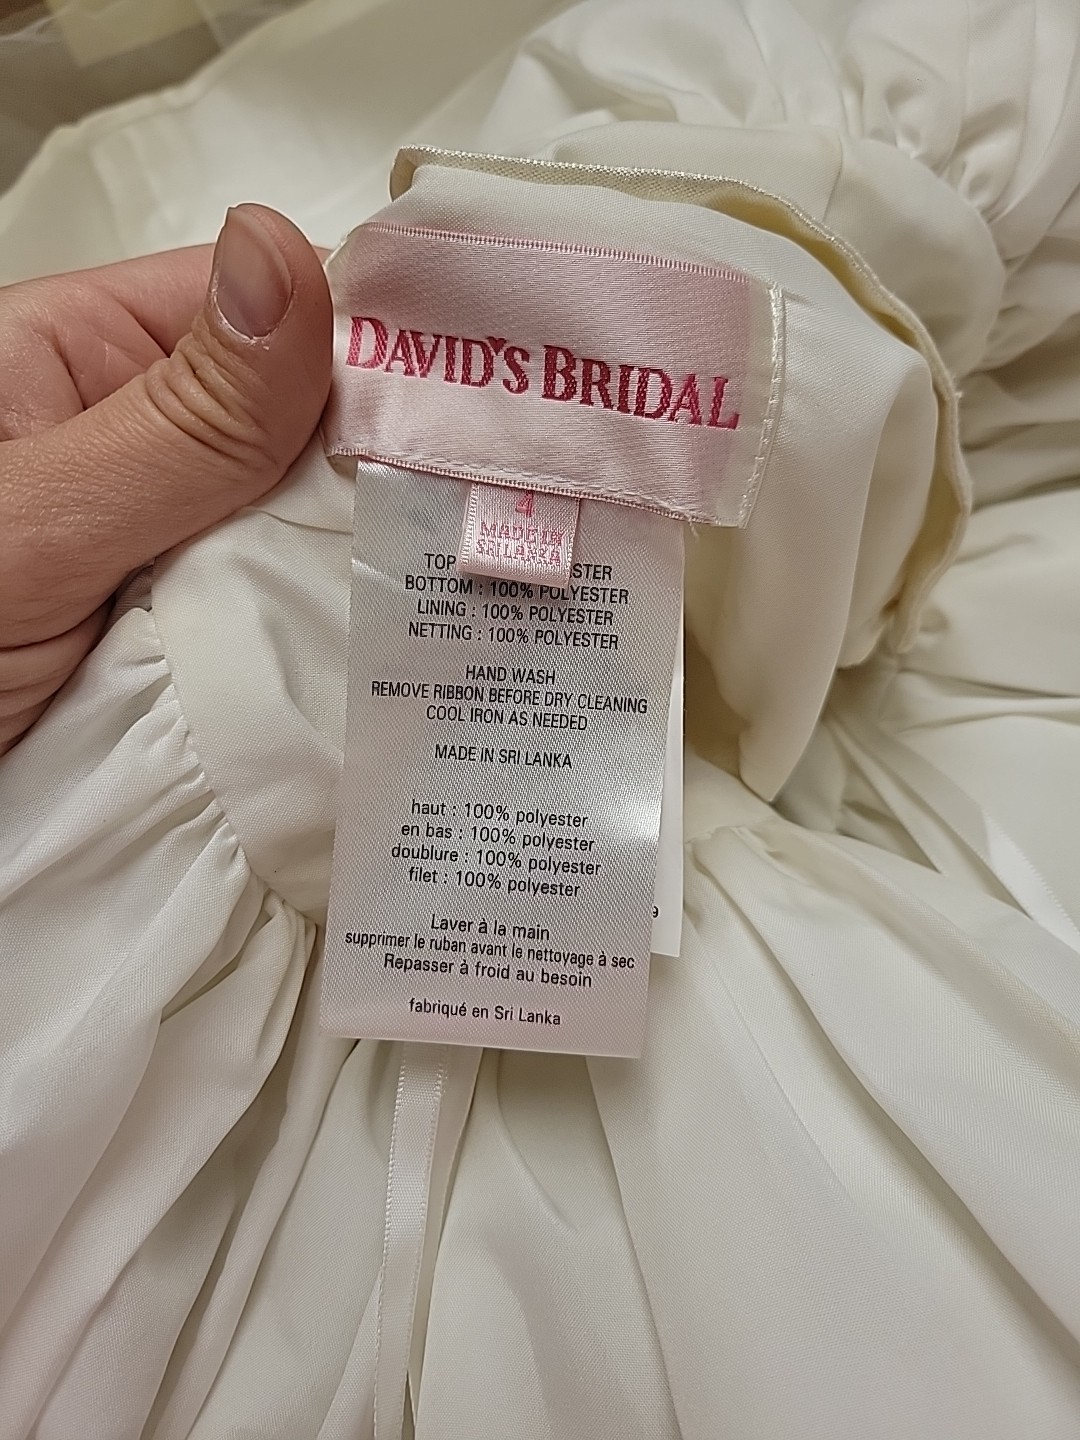 DAVID'S BRIDAL
4
MADE IN
SRI LANKA
TOP STER
BOTTOM : 100% POLYESTER
LINING : 100% POLYESTER
NETTING : 100% POLYESTER
HAND WASH
REMOVE RIBBON BEFORE DRY CLEANING
COOL IRON AS NEEDED
MADE IN SRI LANKA
haut : 100% polyester
en bas : 100% polyester
doublure : 100% polyester
filet : 100% polyester
9
Laver à la main
supprimer le ruban avant le nettoyage à sec
Repasser à froid au besoin
fabriqué en Sri Lanka